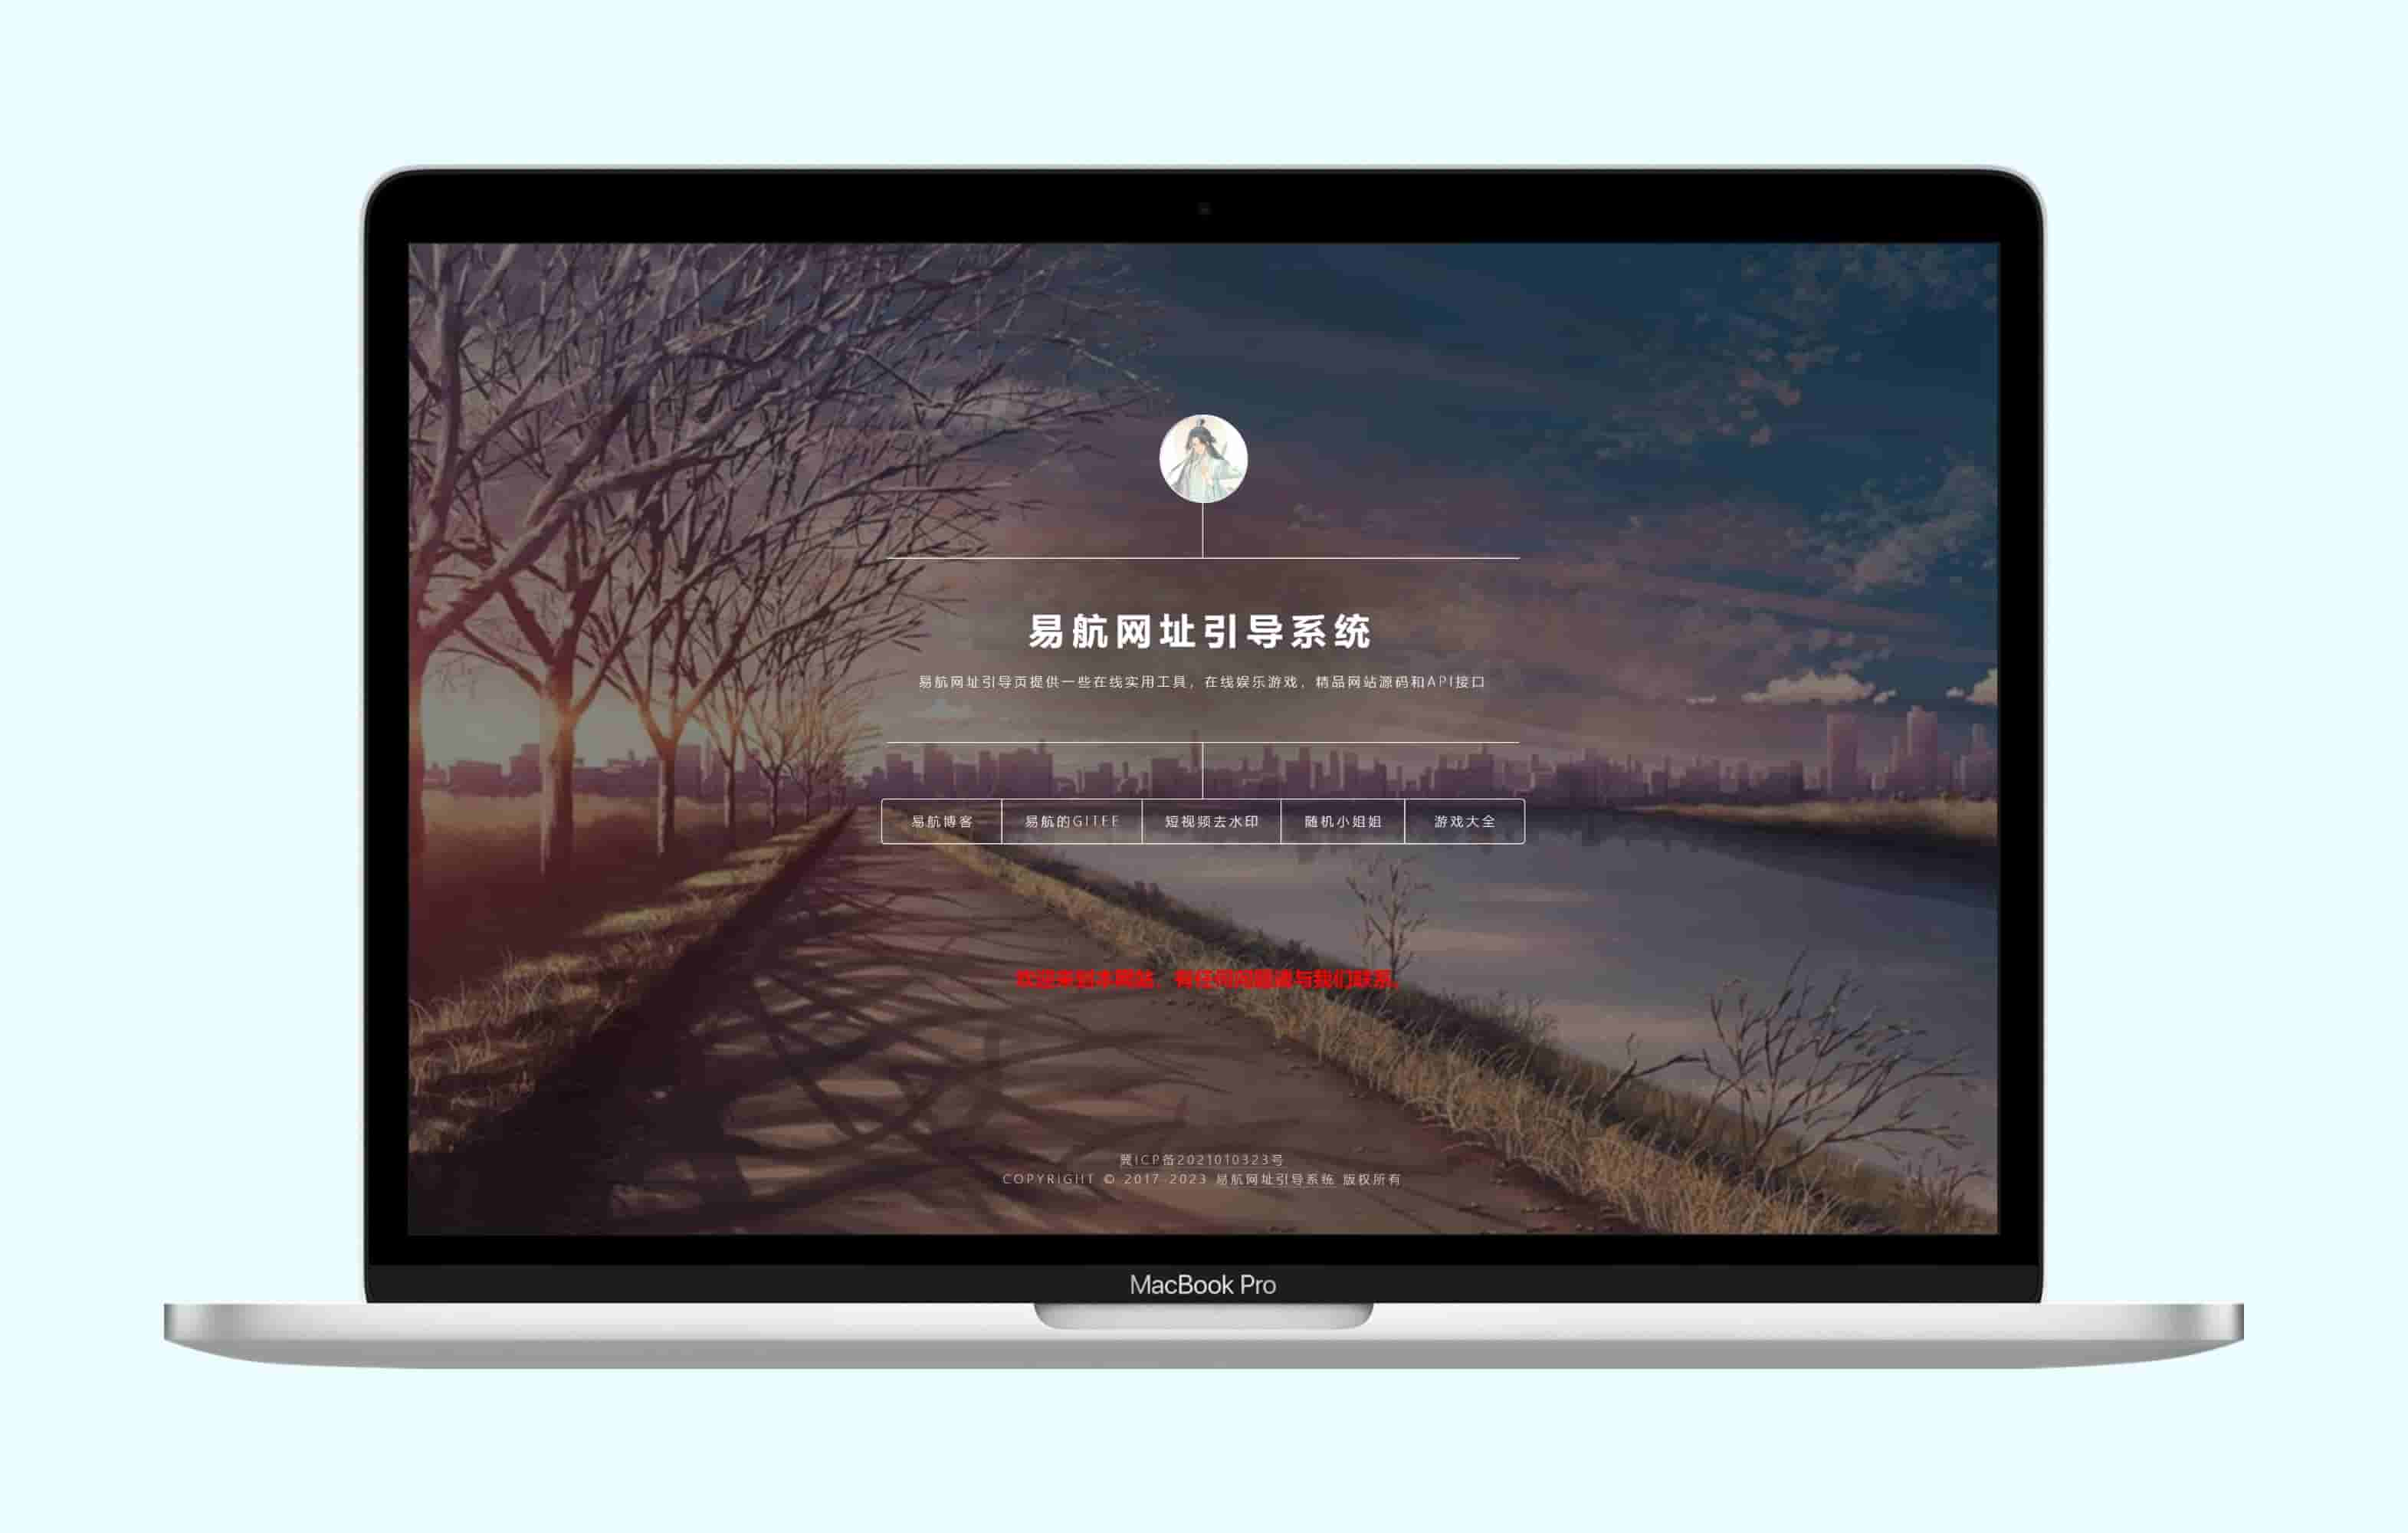 易航网址引导系统
易航网址引导页提供一些在线实用工具，在线娱乐游戏，精品网站源码和API接口
易航博客 易航的GITEE 短视频去水印 随机小姐姐 游戏大全
欢迎来到本网站，有任何问题请与我们联系。
冀ICP备2021010323号
COPYRIGHT © 2017-2023 易航网址引导系统 版权所有
MacBook Pro